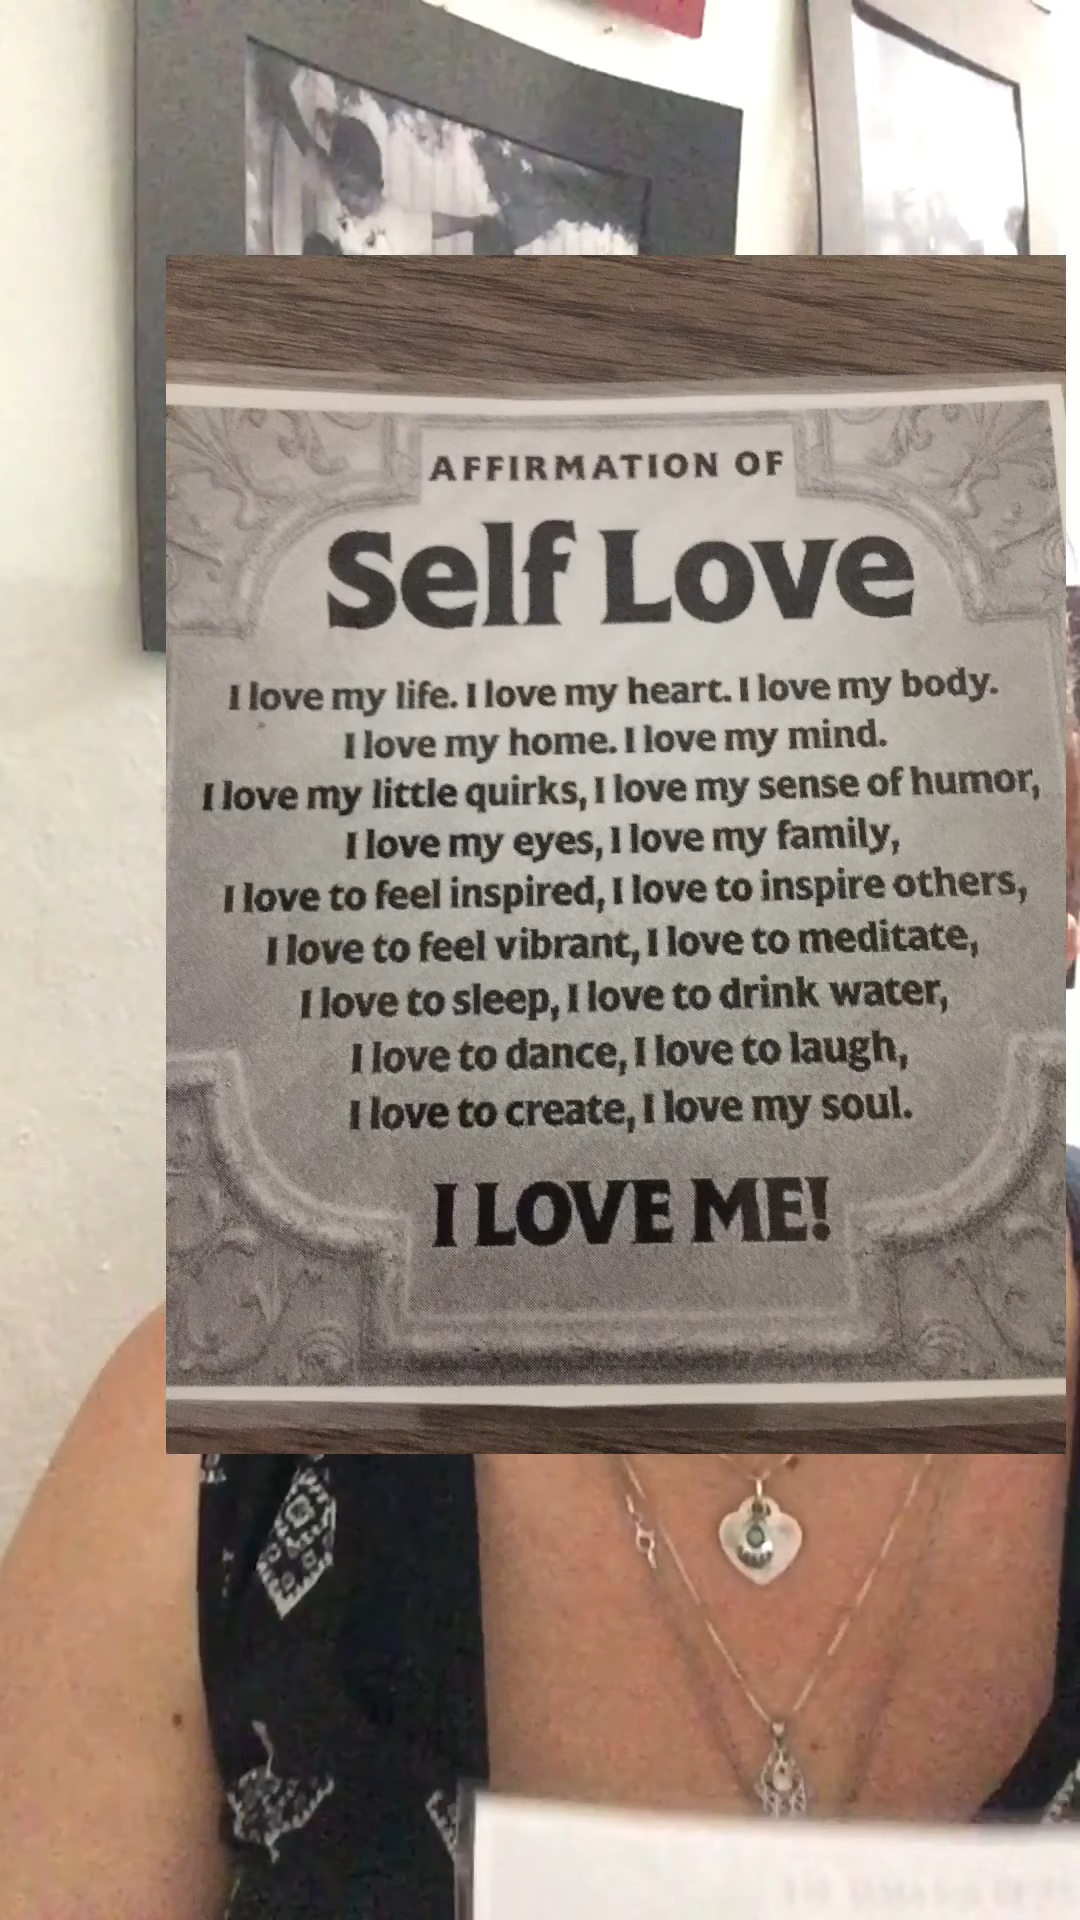 AFFIRMATION OF
Self Love
I love my life. I love my heart. I love my body.
I love my home. I love my mind.
I love my little quirks, I love my sense of humor,
I love my eyes, I love my family,
I love to feel inspired, I love to inspire others,
I love to feel vibrant, I love to meditate,
I love to sleep, I love to drink water,
I love to dance, I love to laugh,
I love to create, I love my soul.
I LOVE ME!